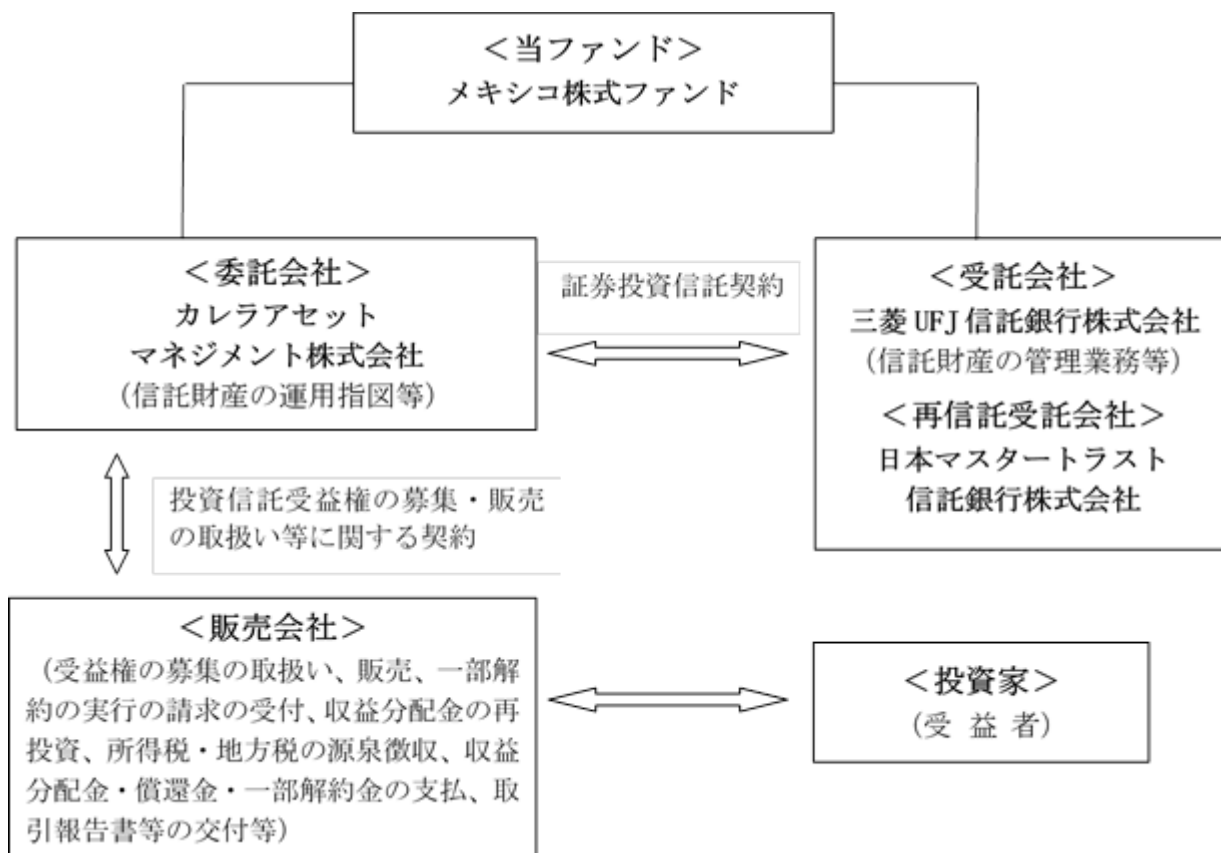 ＜当ファンド＞
メキシコ株式ファンド
＜委託会社＞
カレラアセット
マネジメント株式会社
（信託財産の運用指図等）
証券投資信託契約
＜受託会社＞
三菱 UFJ 信託銀行株式会社
（信託財産の管理業務等）
＜再信託受託会社＞
日本マスタートラスト
信託銀行株式会社
投資信託受益権の募集・販売
の取扱い等に関する契約
＜販売会社＞
（受益権の募集の取扱い、販売、一部解
約の実行の請求の受付、収益分配金の再
投資、所得税・地方税の源泉徴収、収益
分配金・償還金・一部解約金の支払、取
引報告書等の交付等）
＜投資家＞
（受 益 者）